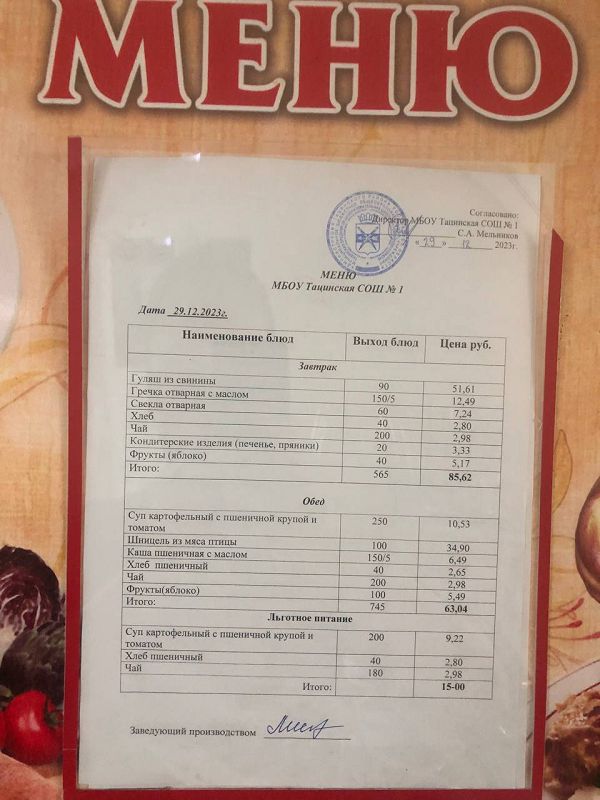 МЕНЮ
Согласовано:
Директор МБОУ Тацинская СОШ № 1
С.А. Мельников
« 29 » 12 2023г.
МЕНЮ
МБОУ Тацинская СОШ № 1
Дата 29.12.2023г.
Наименование блюд Выход блюд Цена руб.
Завтрак
Гуляш из свинины 90 51,61
Гречка отварная с маслом 150/5 12,49
Свекла отварная 60 7,24
Хлеб 40 2,80
Чай 200 2,98
Кондитерские изделия (печенье, пряники) 20 3,33
Фрукты (яблоко) 40 5,17
Итого: 565 85,62
Обед
Суп картофельный с пшеничной крупой и 250 10,53
томатом
Шницель из мяса птицы 100 34,90
Каша пшеничная с маслом 150/5 6,49
Хлеб пшеничный 40 2,65
Чай 200 2,98
Фрукты(яблоко) 100 5,49
Итого: 745 63,04
Льготное питание
Суп картофельный с пшеничной крупой и 200 9,22
томатом
Хлеб пшеничный 40 2,80
Чай 180 2,98
Итого: 15-00
Заведующий производством